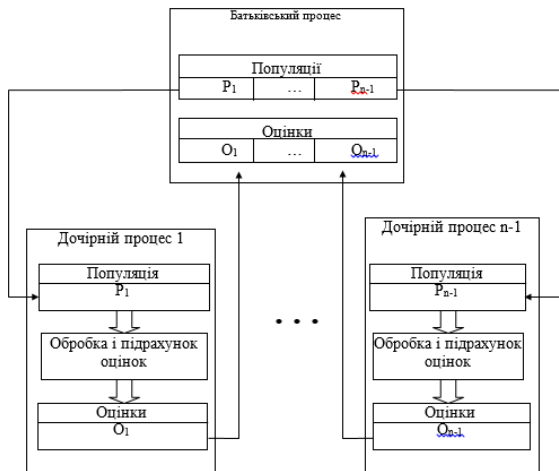 Батьківський процес
Популяції
P1 … Pn-1
Оцінки
O1 … On-1
Дочірній процес 1
Популяція
P1
Обробка і підрахунок
оцінок
Оцінки
O1
...
Дочірній процес n-1
Популяція
Pn-1
Обробка і підрахунок
оцінок
Оцінки
On-1